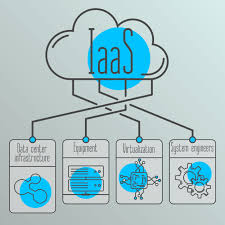 IaaS
Data center
infrastructure
Equipment
Virtualization
System engineers